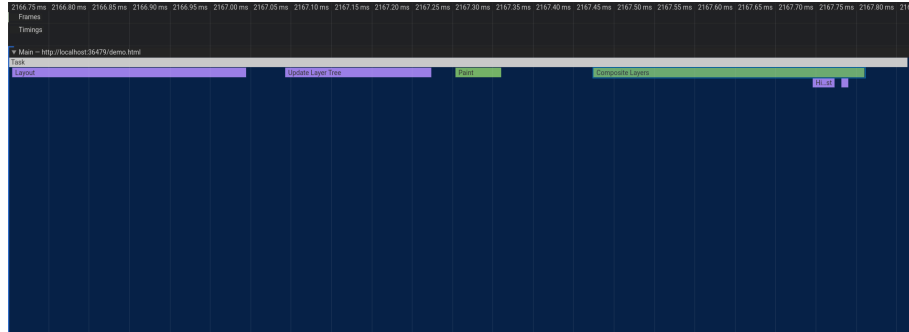 2166.75 ms 2166.80 ms 2166.85 ms 2166.90 ms 2166.95 ms 2167.00 ms 2167.05 ms 2167.10 ms 2167.15 ms 2167.20 ms 2167.25 ms 2167.30 ms 2167.35 ms 2167.40 ms 2167.45 ms 2167.50 ms 2167.55 ms 2167.60 ms 2167.65 ms 2167.70 ms 2167.75 ms 2167.80 ms 216
Frames
Timings
▼ Main — http://localhost:36479/demo.html
Task
Layout Update Layer Tree Paint Composite Layers
Hi…st